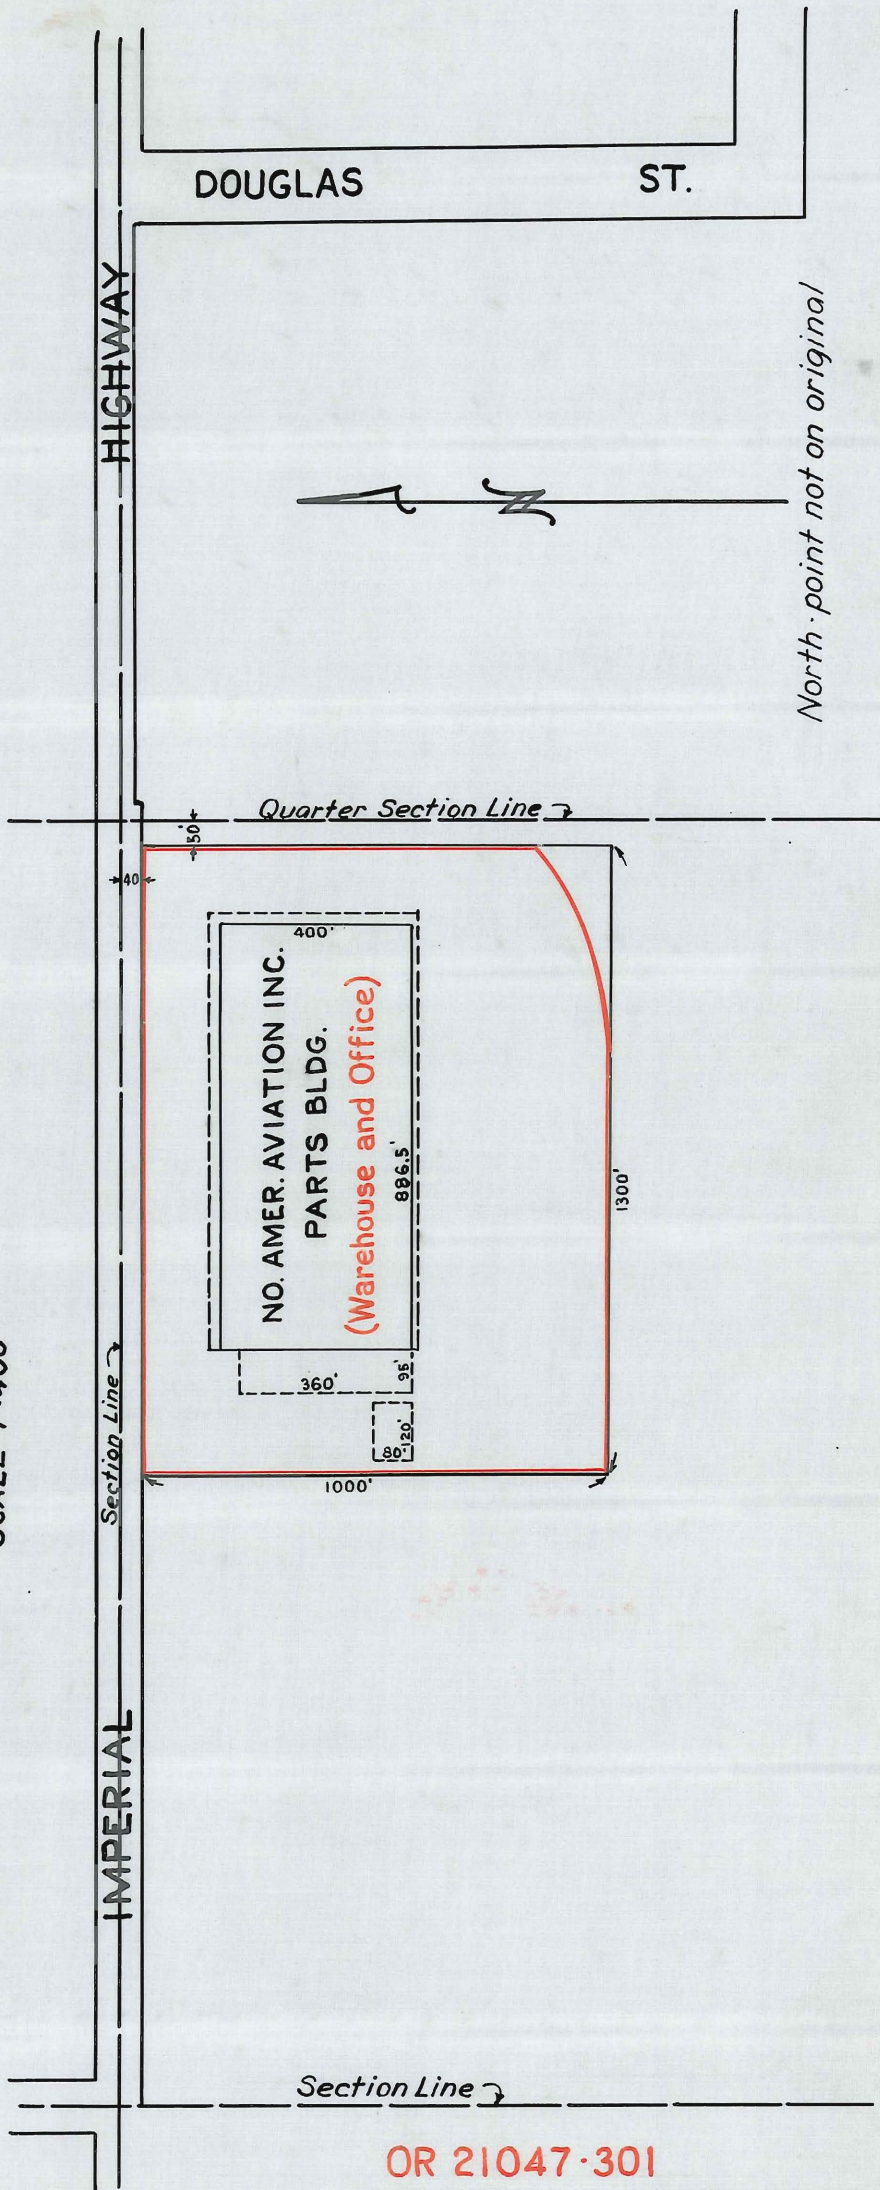 DOUGLAS ST.
HIGHWAY
N
North-point not on original
Quarter Section Line
50'
40
400'
NO. AMER. AVIATION INC.
PARTS BLDG.
(Warehouse and Office)
886.5'
1300'
360'
95'
80'
120'
1000'
Section Line
IMPERIAL
Section Line
OR 21047-301